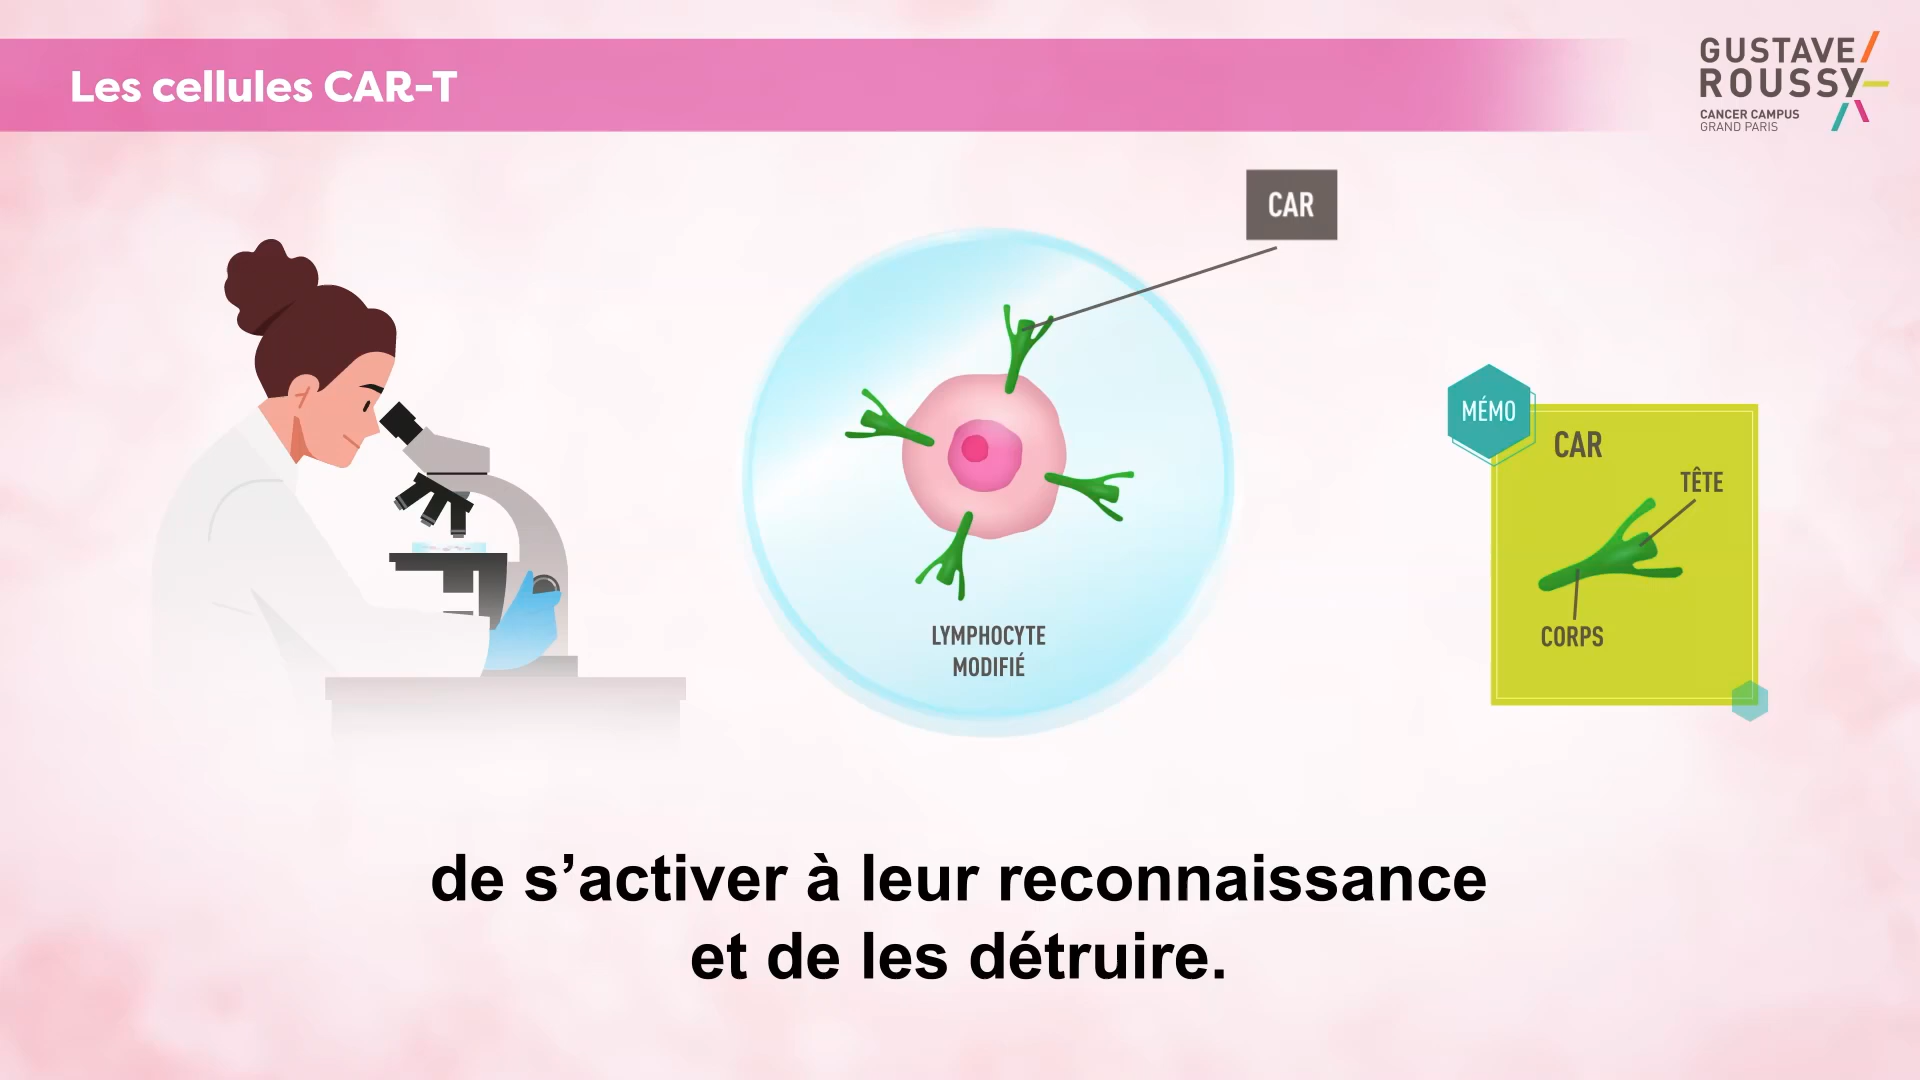 Les cellules CAR-T
GUSTAVE
ROUSSY
CANCER CAMPUS
GRAND PARIS
CAR
LYMPHOCYTE
MODIFIÉ
MÉMO
CAR
TÊTE
CORPS
de s’activer à leur reconnaissance
et de les détruire.